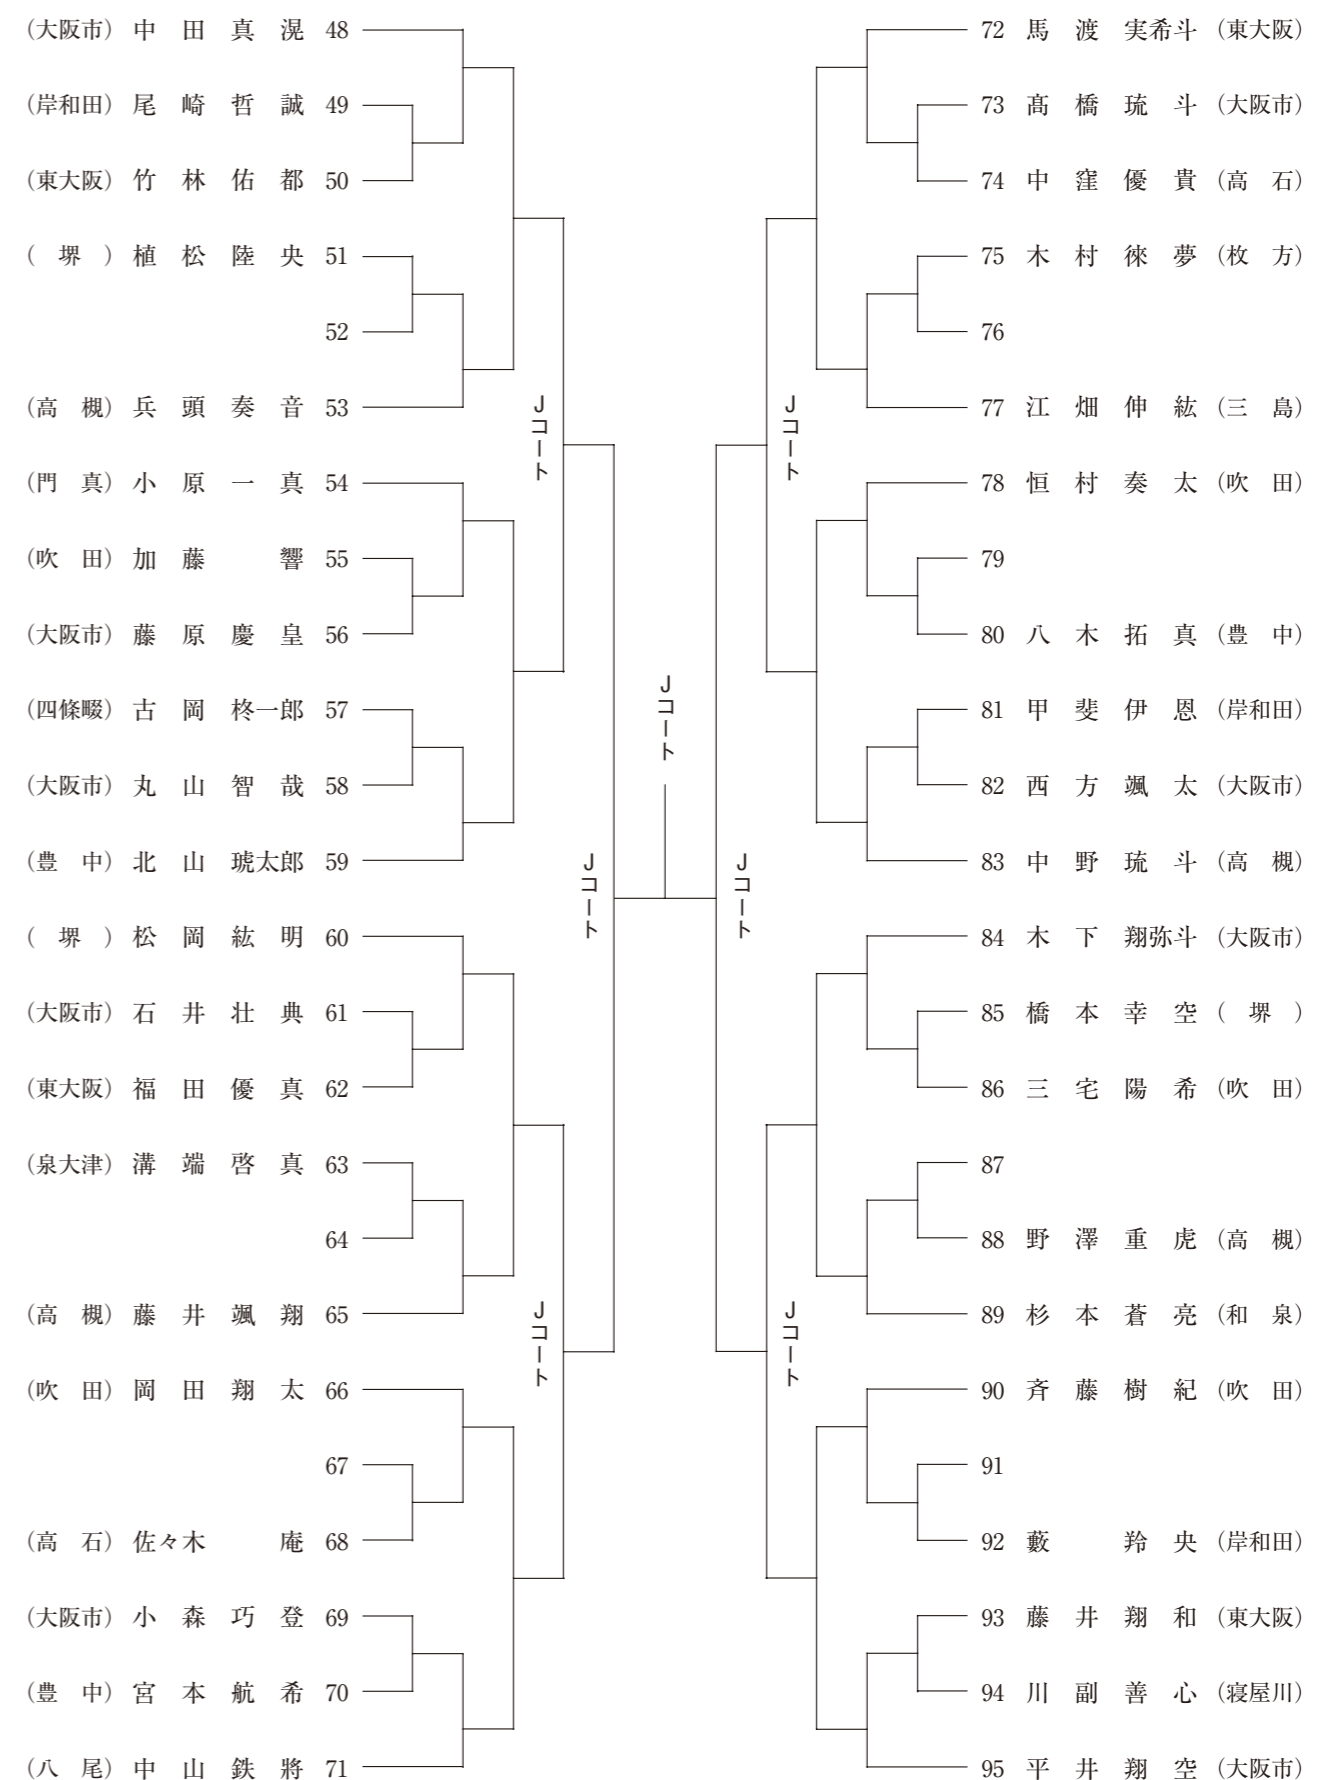 (大阪市) 中田真滉 48
(岸和田) 尾崎哲誠 49
(東大阪) 竹林佑都 50
(堺) 植松陸央 51
52
(高槻) 兵頭奏音 53
(門真) 小原一真 54
(吹田) 加藤響 55
(大阪市) 藤原慶皇 56
(四條畷) 古岡柊一郎 57
(大阪市) 丸山智哉 58
(豊中) 北山琥太郎 59
(堺) 松岡紘明 60
(大阪市) 石井壮典 61
(東大阪) 福田優真 62
(泉大津) 溝端啓真 63
64
(高槻) 藤井颯翔 65
(吹田) 岡田翔太 66
67
(高石) 佐々木庵 68
(大阪市) 小森巧登 69
(豊中) 宮本航希 70
(八尾) 中山鉄將 71
Jコート
Jコート
Jコート
Jコート
Jコート
Jコート
Jコート
72 馬渡実希斗 (東大阪)
73 髙橋琉斗 (大阪市)
74 中窪優貴 (高石)
75 木村徠夢 (枚方)
76
77 江畑伸紘 (三島)
78 恒村奏太 (吹田)
79
80 八木拓真 (豊中)
81 甲斐伊恩 (岸和田)
82 西方颯太 (大阪市)
83 中野琉斗 (高槻)
84 木下翔弥斗 (大阪市)
85 橋本幸空 (堺)
86 三宅陽希 (吹田)
87
88 野澤重虎 (高槻)
89 杉本蒼亮 (和泉)
90 斉藤樹紀 (吹田)
91
92 藪羚央 (岸和田)
93 藤井翔和 (東大阪)
94 川副善心 (寝屋川)
95 平井翔空 (大阪市)